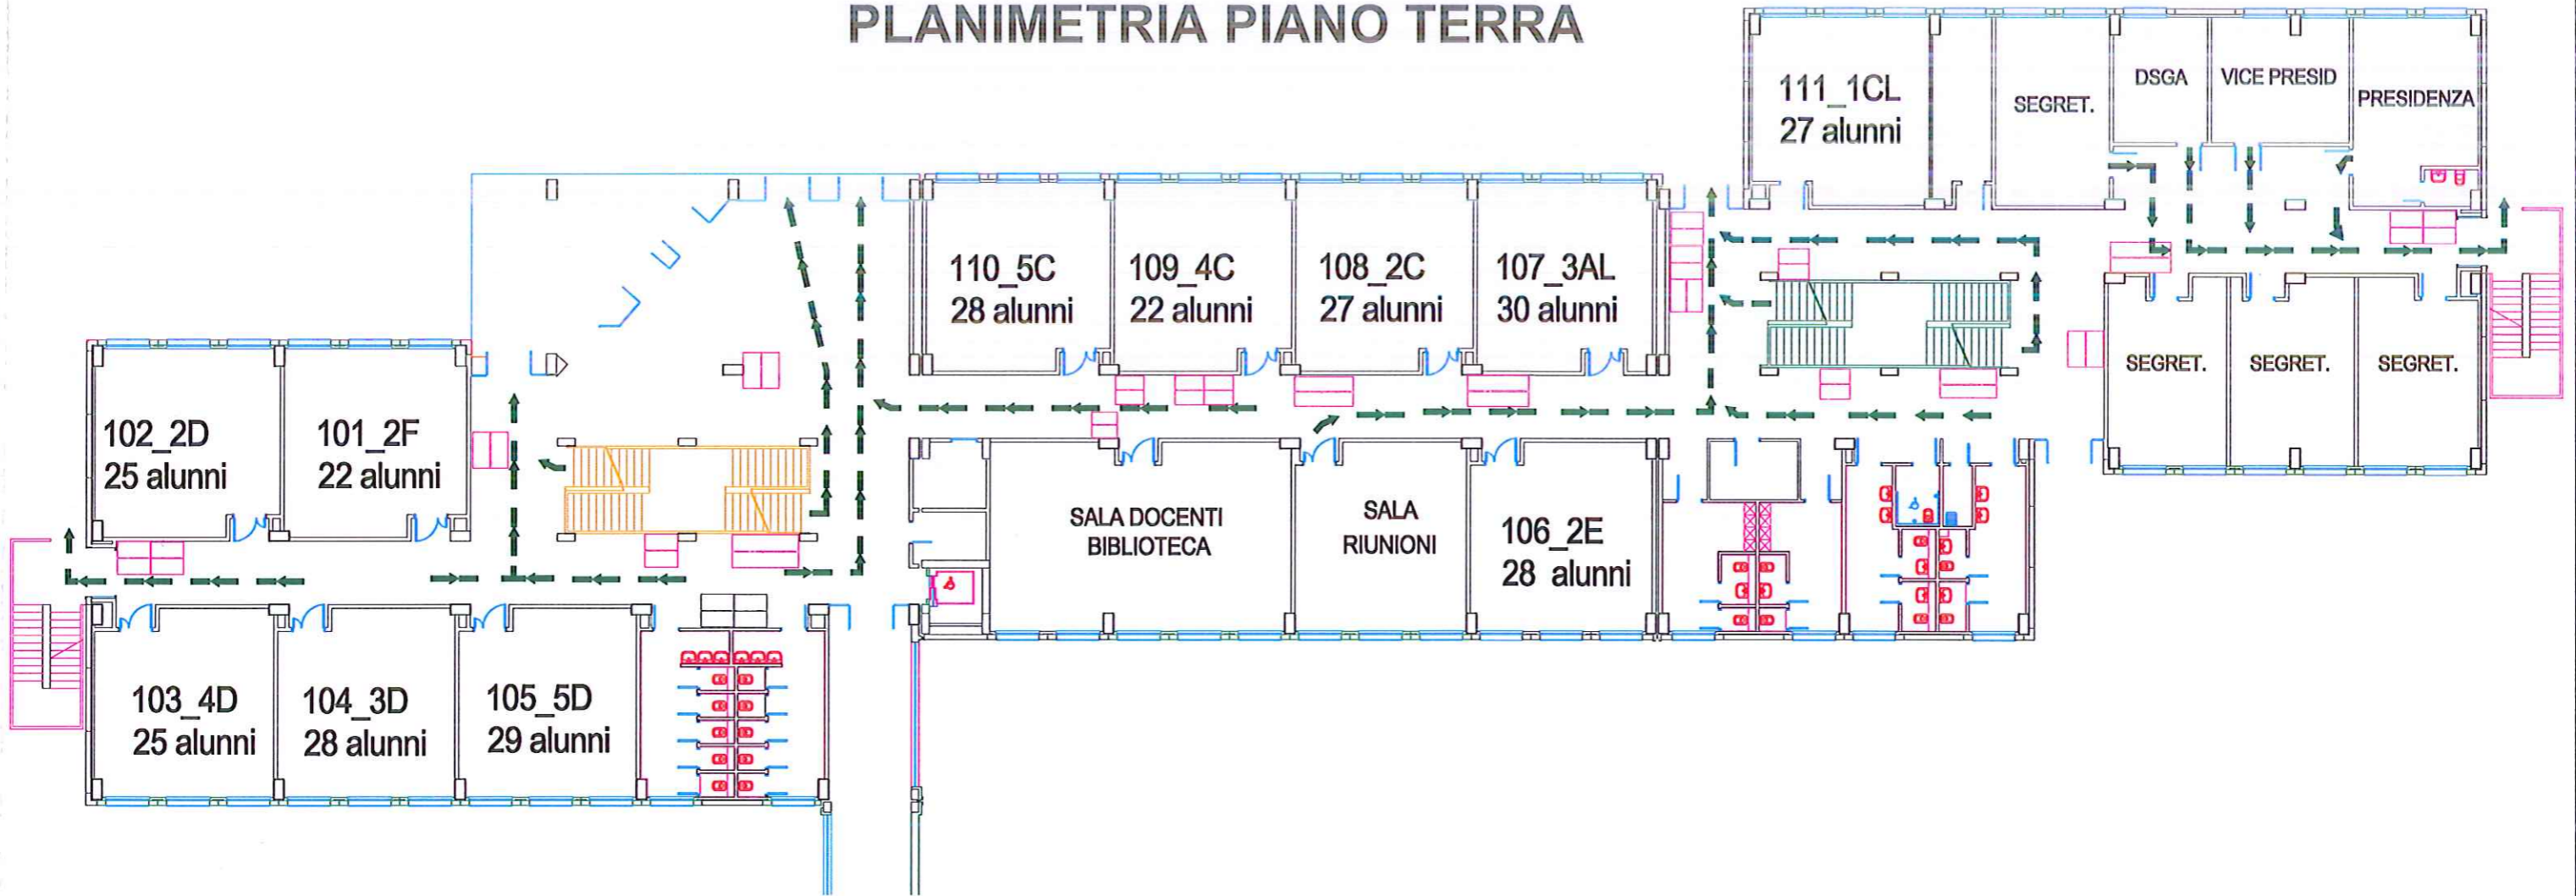 PLANIMETRIA PIANO TERRA
111_1CL
27 alunni
SEGRET.
DSGA
VICE PRESID
PRESIDENZA
110_5C
28 alunni
109_4C
22 alunni
108_2C
27 alunni
107_3AL
30 alunni
SEGRET.
SEGRET.
SEGRET.
102_2D
25 alunni
101_2F
22 alunni
SALA DOCENTI
BIBLIOTECA
SALA
RIUNIONI
106_2E
28 alunni
103_4D
25 alunni
104_3D
28 alunni
105_5D
29 alunni